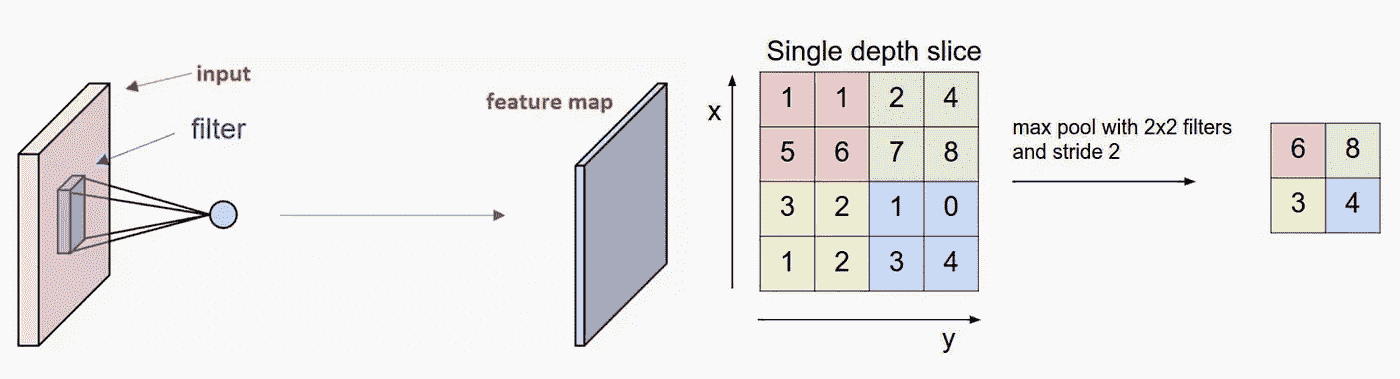 input
filter
feature map
Single depth slice
x
1 1 2 4
5 6 7 8
3 2 1 0
1 2 3 4
y
max pool with 2x2 filters
and stride 2
6 8
3 4